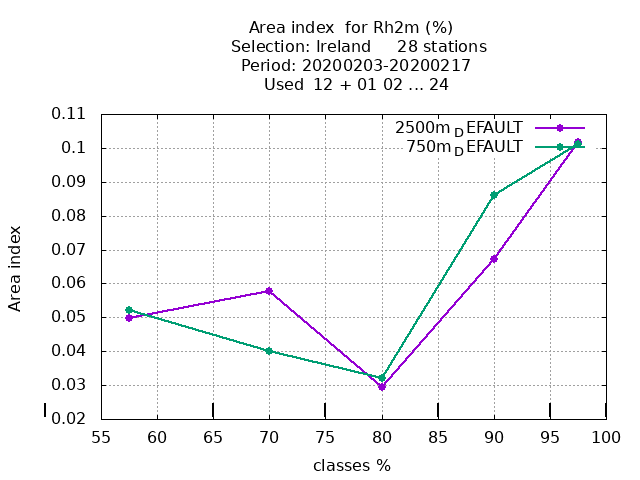 Area index for Rh2m (%)
Selection: Ireland 28 stations
Period: 20200203-20200217
Used 12 + 01 02 ... 24
2500m_DEFAULT
750m_DEFAULT
0.11
0.1
0.09
0.08
0.07
0.06
0.05
0.04
0.03
0.02
Area index
55 60 65 70 75 80 85 90 95 100
classes %